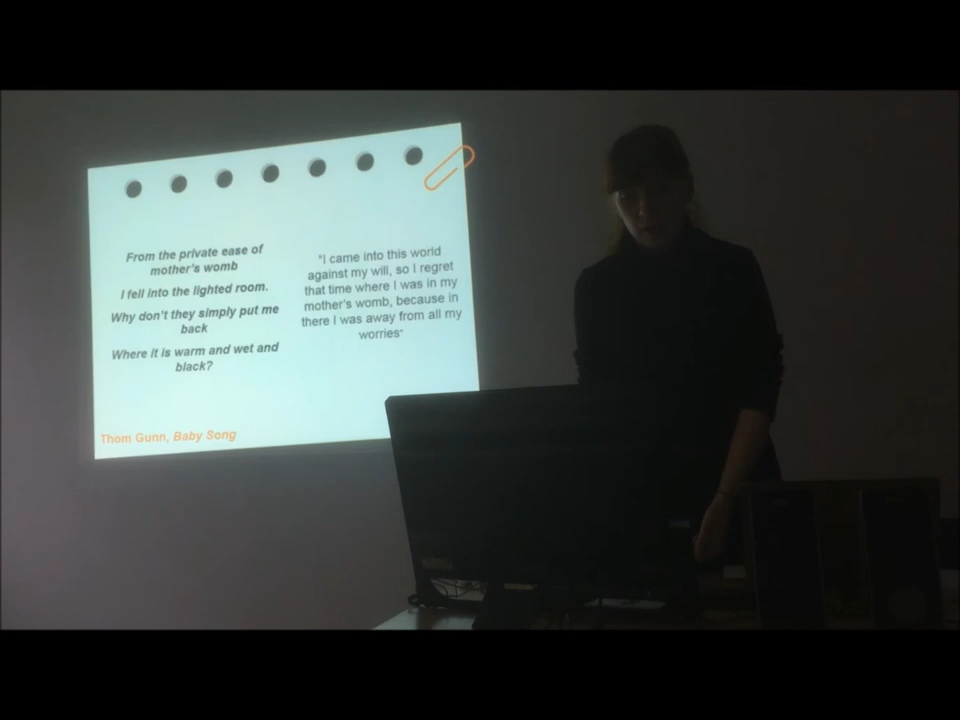 From the private ease of
mother's womb
I fell into the lighted room.
Why don't they simply put me
back
Where it is warm and wet and
black?
"I came into this world
against my will, so I regret
that time where I was in my
mother's womb, because in
there I was away from all my
worries"
Thom Gunn, Baby Song